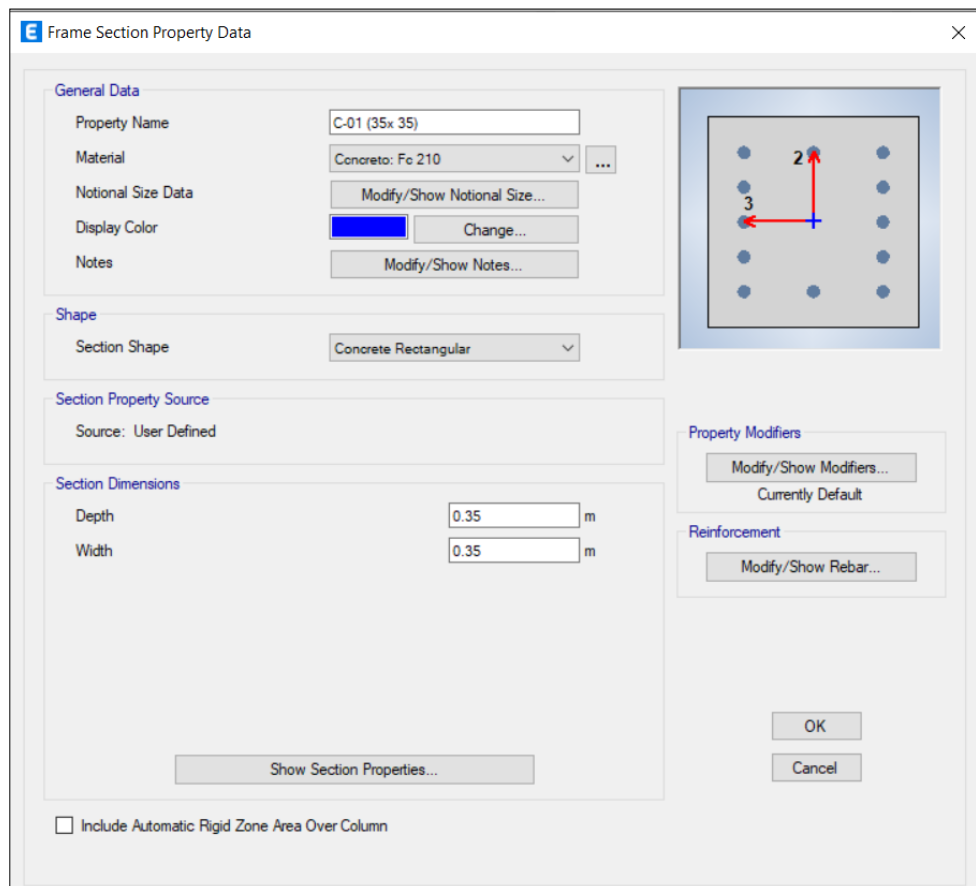 E Frame Section Property Data
General Data
Property Name C-01 (35x 35)
Material Concreto: Fc 210 ...
Notional Size Data Modify/Show Notional Size...
Display Color Change...
Notes Modify/Show Notes...
2
3
Shape
Section Shape Concrete Rectangular
Section Property Source
Source: User Defined
Property Modifiers
Modify/Show Modifiers...
Currently Default
Section Dimensions
Depth 0.35 m
Width 0.35 m
Reinforcement
Modify/Show Rebar...
Show Section Properties...
OK
Cancel
Include Automatic Rigid Zone Area Over Column